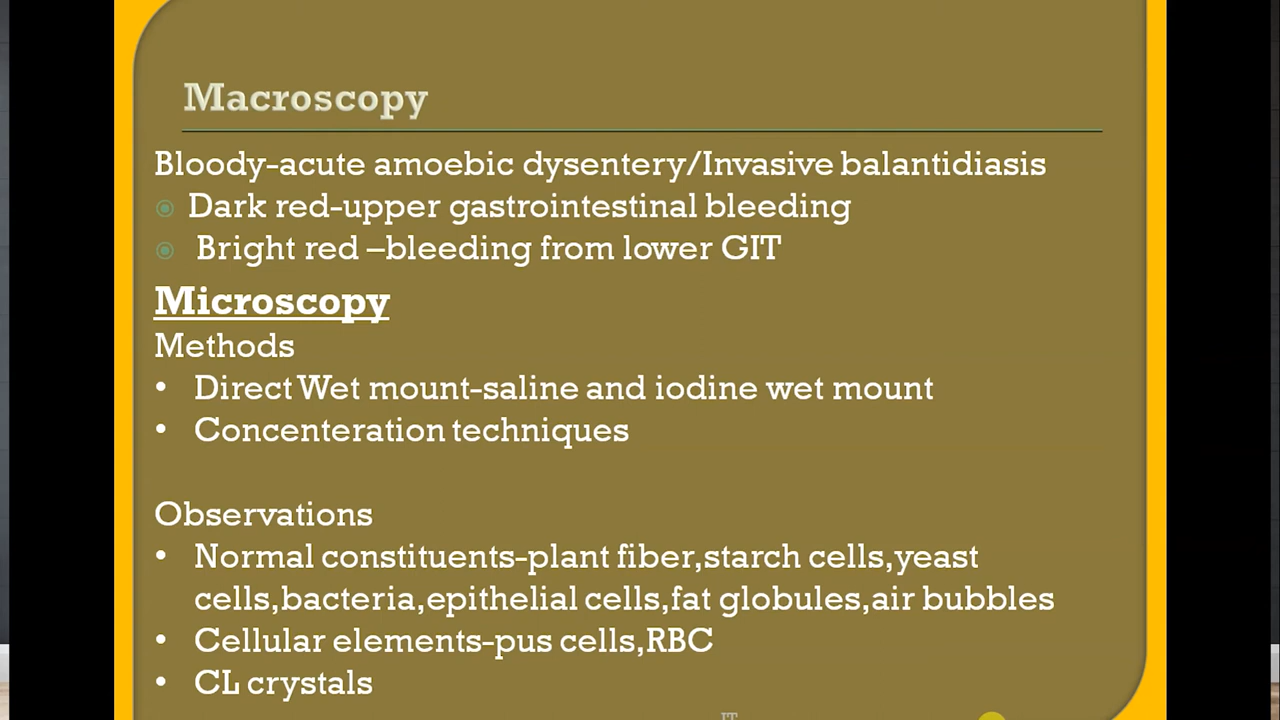 Macroscopy
Bloody-acute amoebic dysentery/Invasive balantidiasis
Dark red-upper gastrointestinal bleeding
Bright red –bleeding from lower GIT
Microscopy
Methods
• Direct Wet mount-saline and iodine wet mount
• Concenteration techniques
Observations
• Normal constituents-plant fiber,starch cells,yeast
cells,bacteria,epithelial cells,fat globules,air bubbles
• Cellular elements-pus cells,RBC
• CL crystals